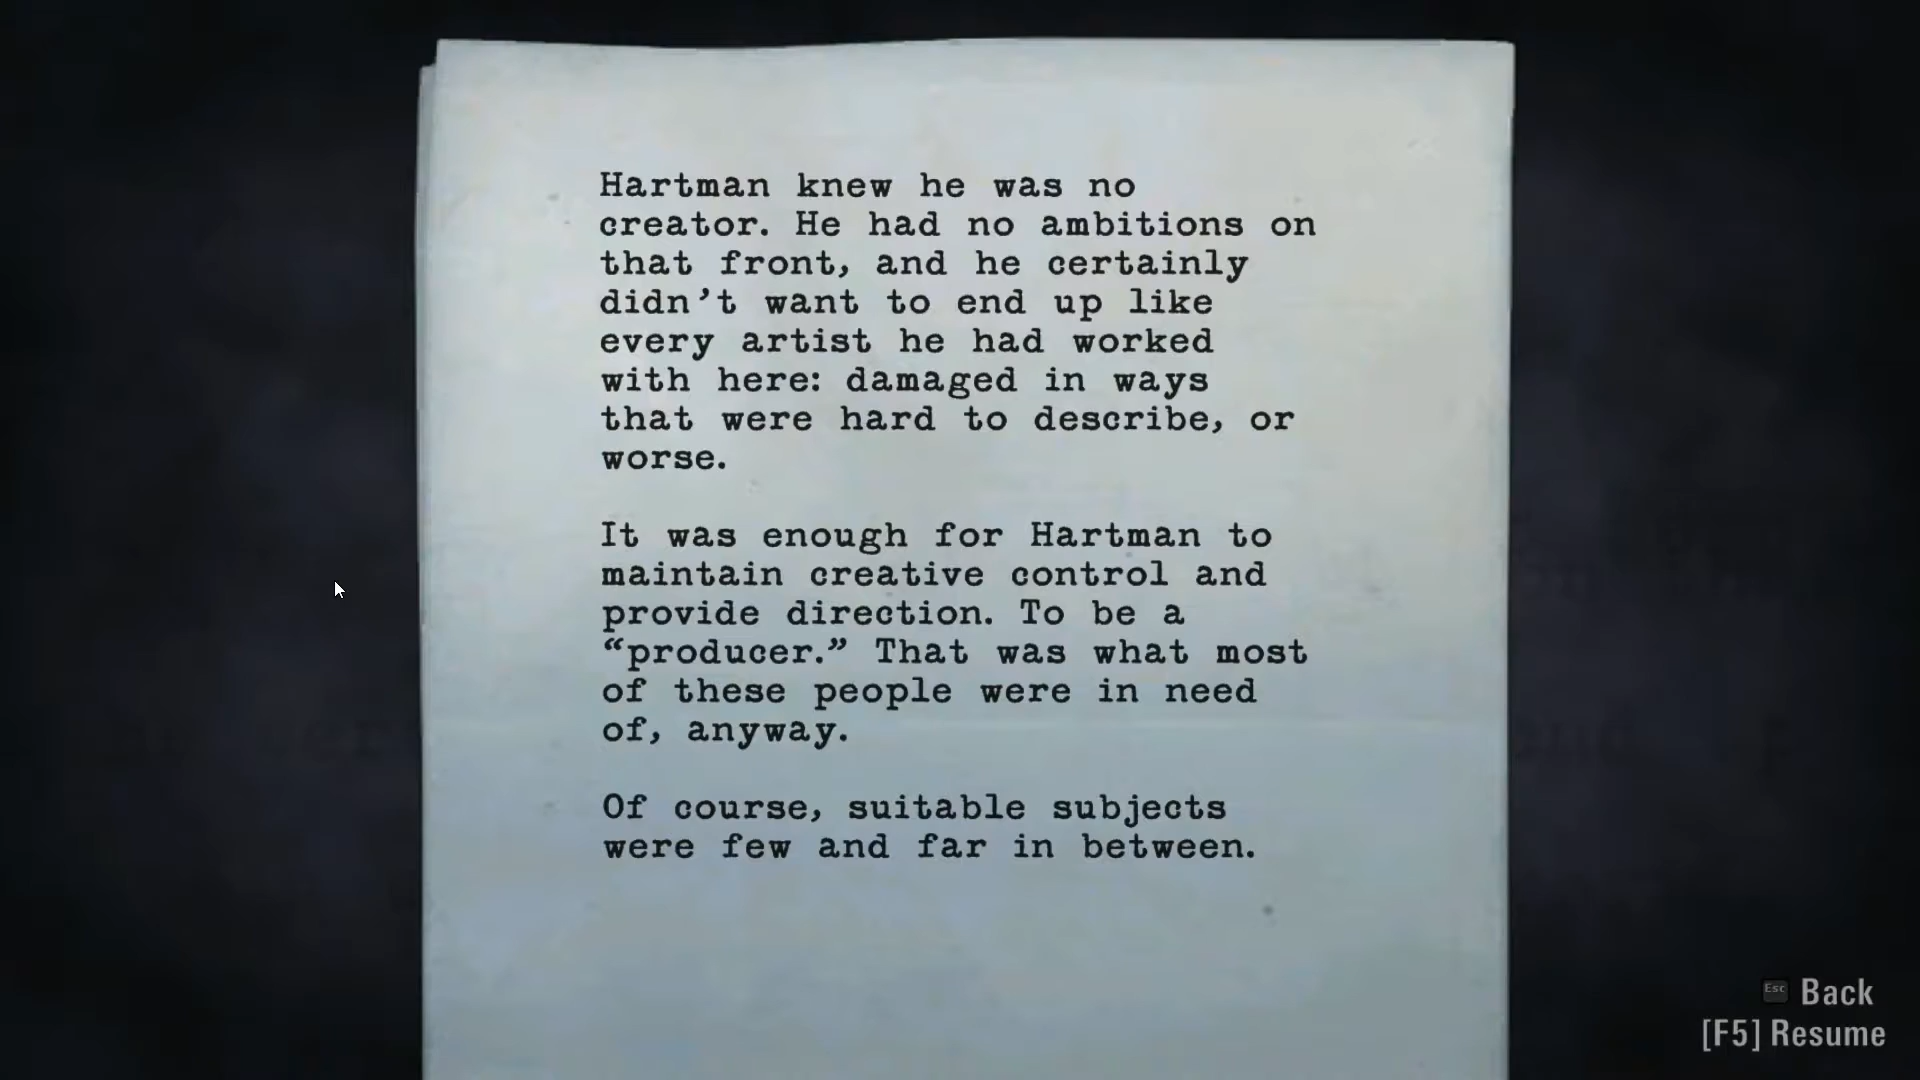 Hartman knew he was no
creator. He had no ambitions on
that front, and he certainly
didn’t want to end up like
every artist he had worked
with here: damaged in ways
that were hard to describe, or
worse.
It was enough for Hartman to
maintain creative control and
provide direction. To be a
“producer.” That was what most
of these people were in need
of, anyway.
Of course, suitable subjects
were few and far in between.
Esc Back
[F5] Resume